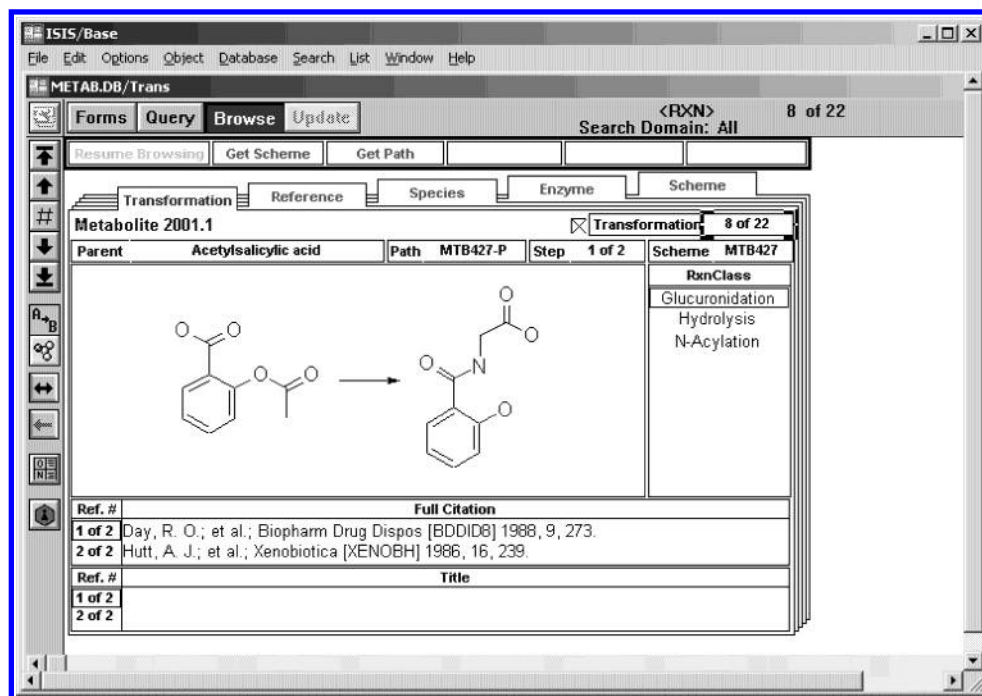 ISIS/Base
File Edit Options Object Database Search List Window Help
METAB.DB/Trans
Forms Query Browse Update <RXN> 8 of 22
Search Domain: All
Resume Browsing Get Scheme Get Path
Transformation Reference Species Enzyme Scheme
Metabolite 2001.1 Transformation 8 of 22
Parent Acetylsalicylic acid Path MTB427-P Step 1 of 2 Scheme MTB427
RxnClass
Glucuronidation
Hydrolysis
N-Acylation
O
O O
O O
O
O
O N
O
#
A B
O
N
Ref. # Full Citation
1 of 2 Day, R. O.; et al.; Biopharm Drug Dispos [BDDID8] 1988, 9, 273.
2 of 2 Hutt, A. J.; et al.; Xenobiotica [XENOBH] 1986, 16, 239.
Ref. # Title
1 of 2
2 of 2